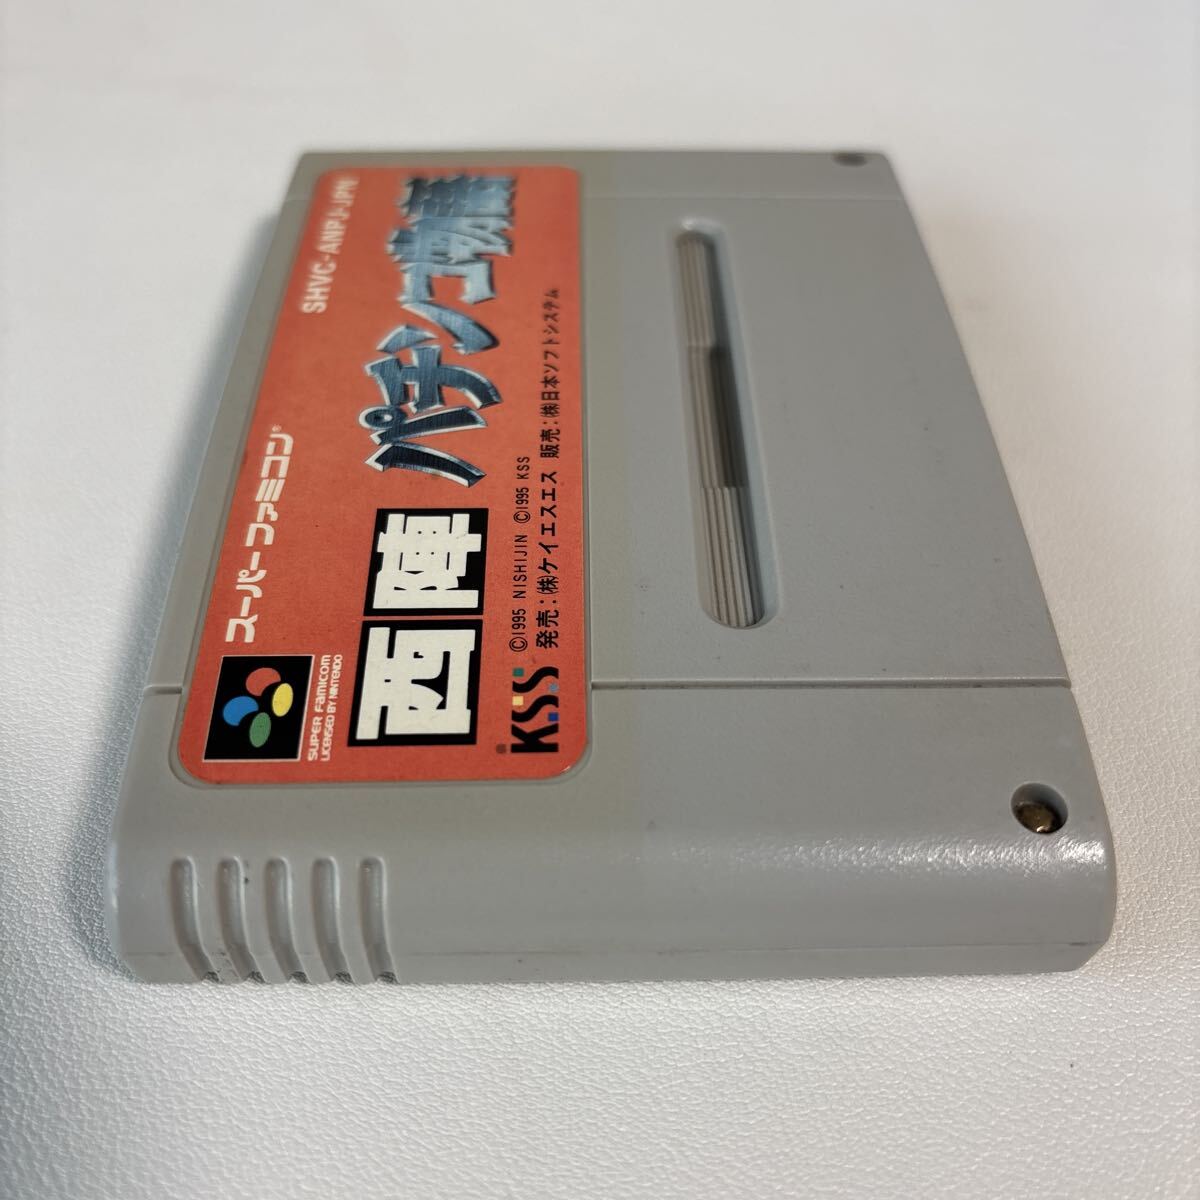 スーパーファミコン®
SHVC-ANPJ-JPN
SUPER FAMICOM
LICENSED BY NINTENDO
西陣 パチンコ物語
KSS
©1995 NISHIJIN ©1995 KSS
発売:㈱ケイエスエス 販売:㈱日本ソフトシステム